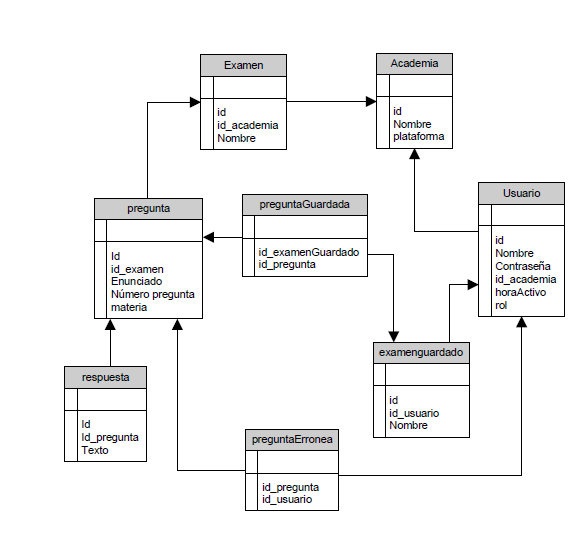 Examen
id
id_academia
Nombre
Academia
id
Nombre
plataforma
pregunta
Id
id_examen
Enunciado
Número pregunta
materia
preguntaGuardada
id_examenGuardado
id_pregunta
Usuario
id
Nombre
Contraseña
id_academia
horaActivo
rol
examenguardado
id
id_usuario
Nombre
respuesta
Id
Id_pregunta
Texto
preguntaErronea
id_pregunta
id_usuario